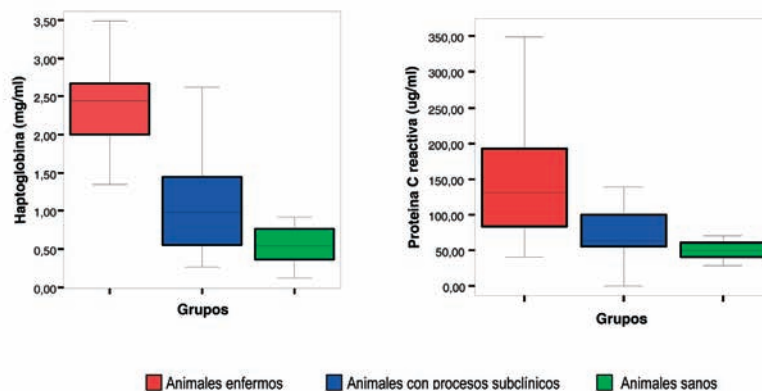 3,50
3,00
2,50
2,00
1,50
1,00
0,50
0,00
Haptoglobina (mg/ml)
Grupos
350,00
300,00
250,00
200,00
150,00
100,00
50,00
0,00
Proteina C reactiva (ug/ml)
Grupos
Animales enfermos
Animales con procesos subclínicos
Animales sanos